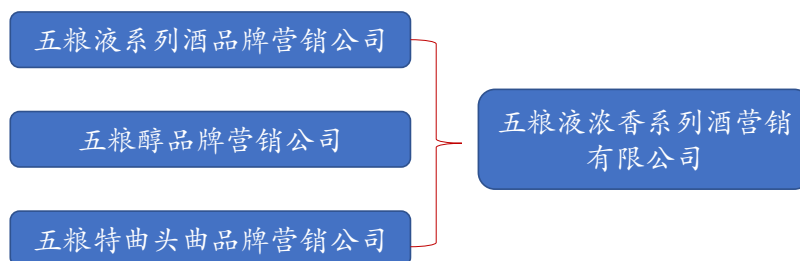 五粮液系列酒品牌营销公司
五粮醇品牌营销公司
五粮特曲头曲品牌营销公司
五粮液浓香系列酒营销
有限公司